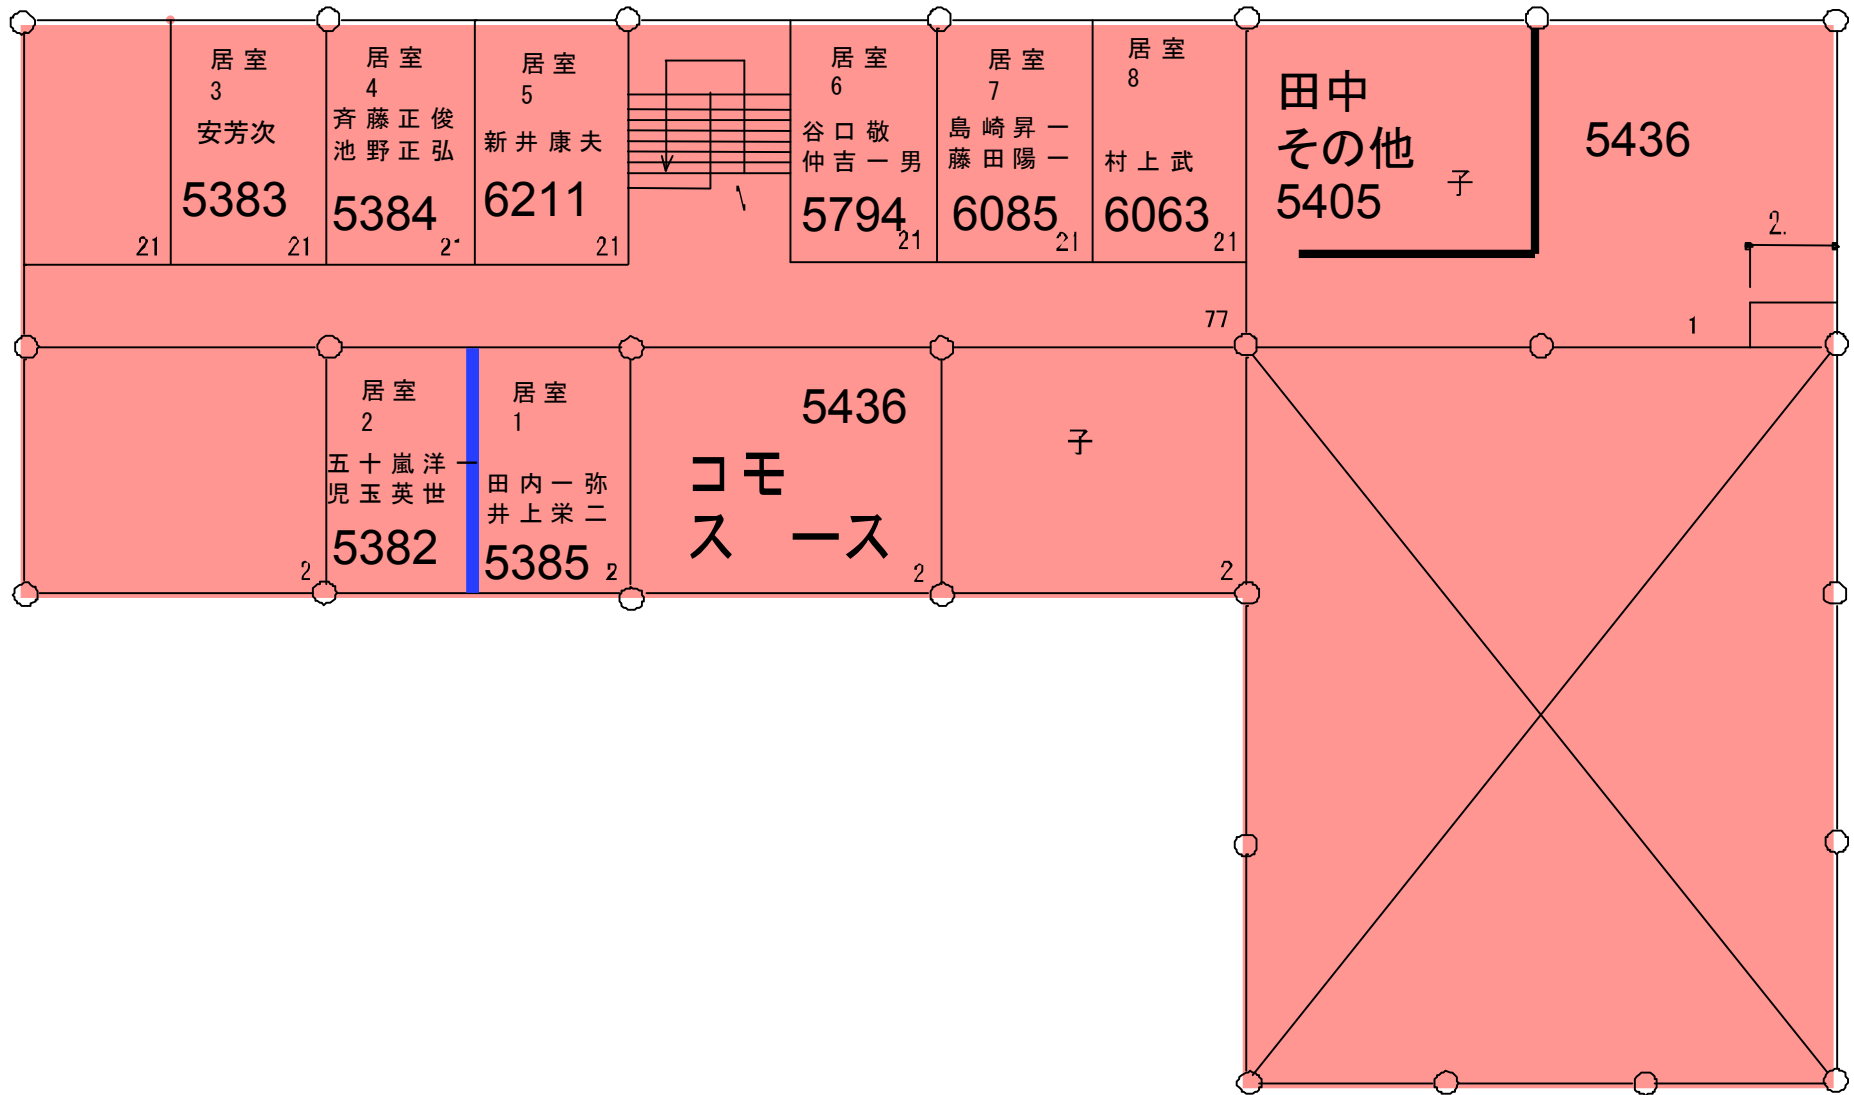 居室
3
安芳次
5383
21
21
居室
4
斉藤正俊
池野正弘
5384
居室
5
新井康夫
6211
21
居室
6
谷口敬
仲吉一男
5794
21
居室
7
島崎昇一
藤田陽一
6085
21
居室
8
村上武
6063
21
田中
その他
5405
子
5436
2.
77
1
居室
2
五十嵐洋一
児玉英世
5382
2
居室
1
田内一弥
井上栄二
5385
2
5436
コモ
ス ース
2
子
2